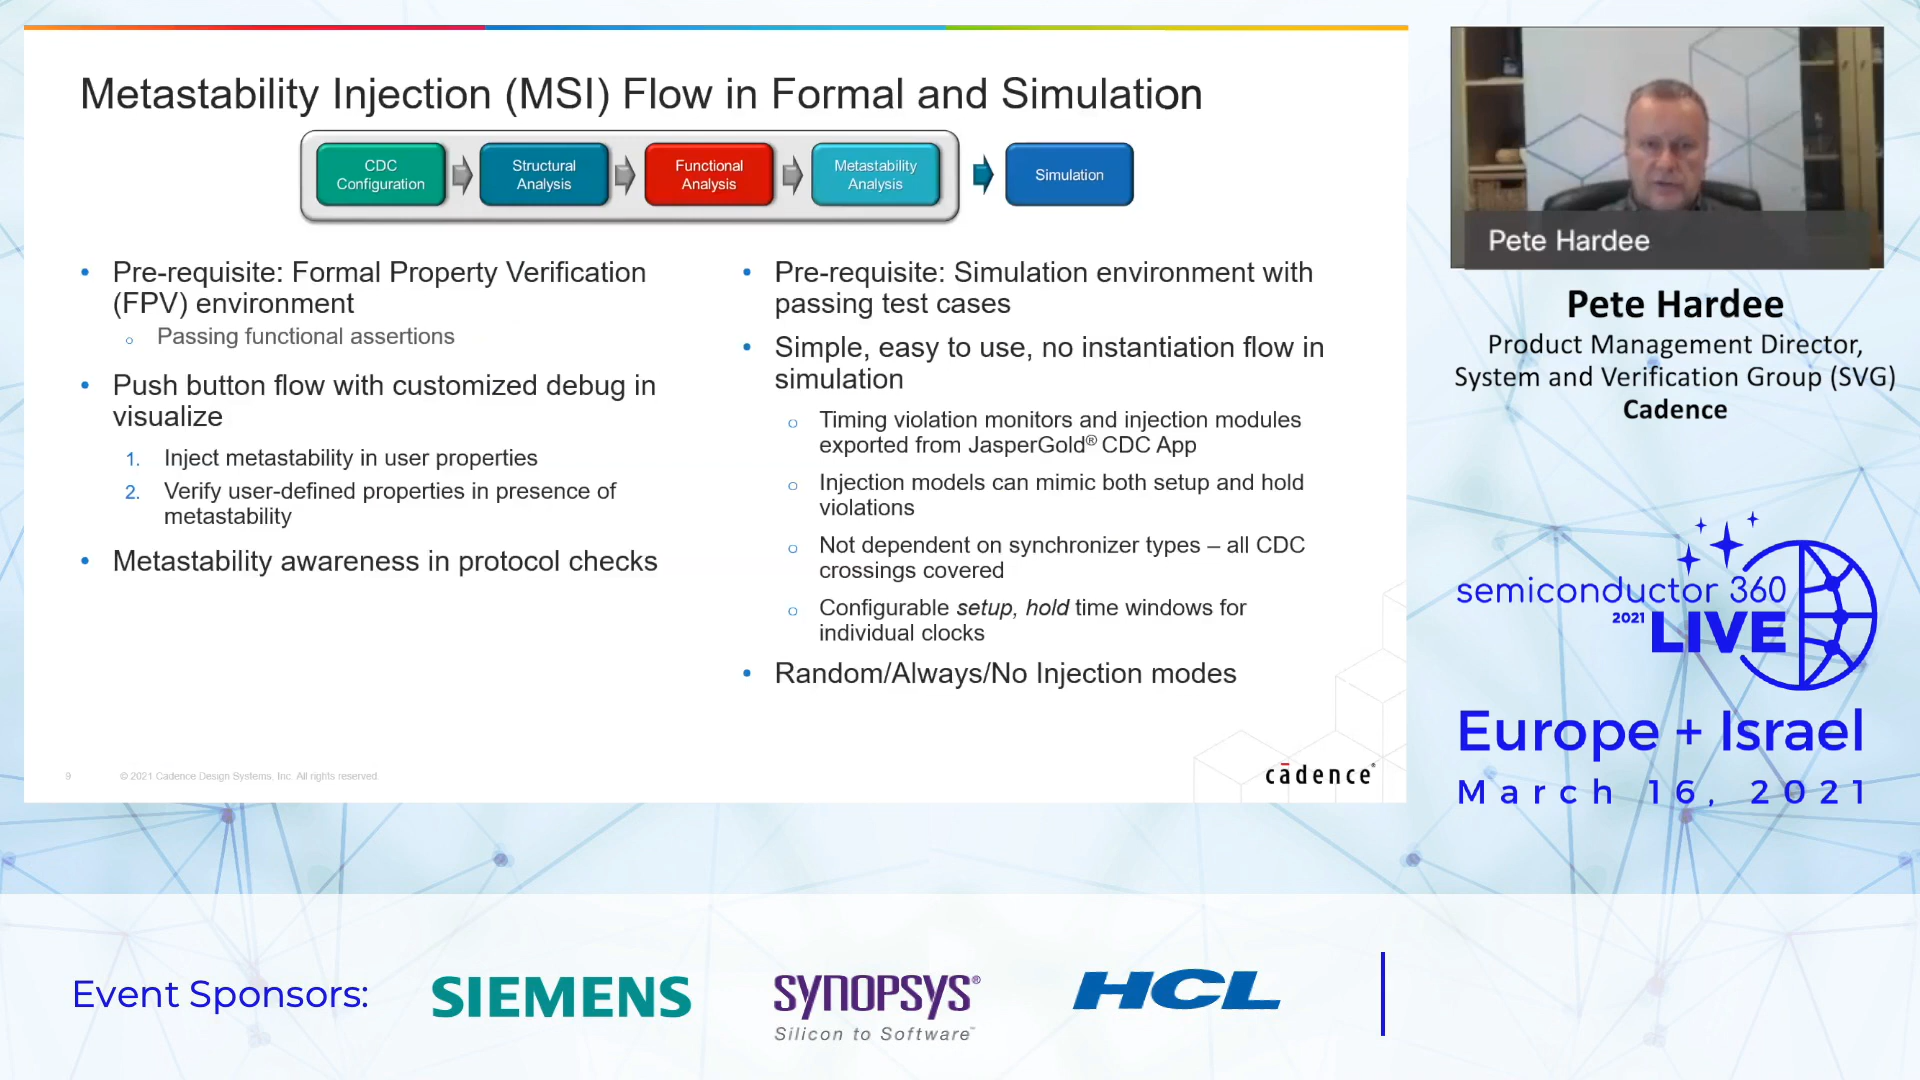 Metastability Injection (MSI) Flow in Formal and Simulation
CDC
Configuration
Structural
Analysis
Functional
Analysis
Metastability
Analysis
Simulation
• Pre-requisite: Formal Property Verification
(FPV) environment
○ Passing functional assertions
• Push button flow with customized debug in
visualize
1. Inject metastability in user properties
2. Verify user-defined properties in presence of
metastability
• Metastability awareness in protocol checks
• Pre-requisite: Simulation environment with
passing test cases
• Simple, easy to use, no instantiation flow in
simulation
○ Timing violation monitors and injection modules
exported from JasperGold® CDC App
○ Injection models can mimic both setup and hold
violations
○ Not dependent on synchronizer types – all CDC
crossings covered
○ Configurable setup, hold time windows for
individual clocks
• Random/Always/No Injection modes
9 © 2021 Cadence Design Systems, Inc. All rights reserved
cādence®
Pete Hardee
Pete Hardee
Product Management Director,
System and Verification Group (SVG)
Cadence
semiconductor 360
2021 LIVE
Europe + Israel
March 16, 2021
Event Sponsors:
SIEMENS
SYNOPSYS®
Silicon to Software™
HCL